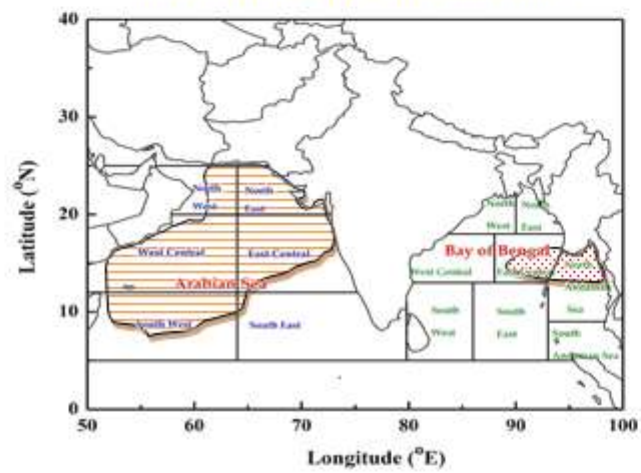 40
30
20
10
0
Latitude (°N)
50
60
70
80
90
100
Longitude (°E)
North
West
North
East
West Central
East Central
Arabian Sea
South West
South East
North
West
North
East
Bay of Bengal
West Central
South
West
South
East
Andaman
Sea
South
Andaman Sea